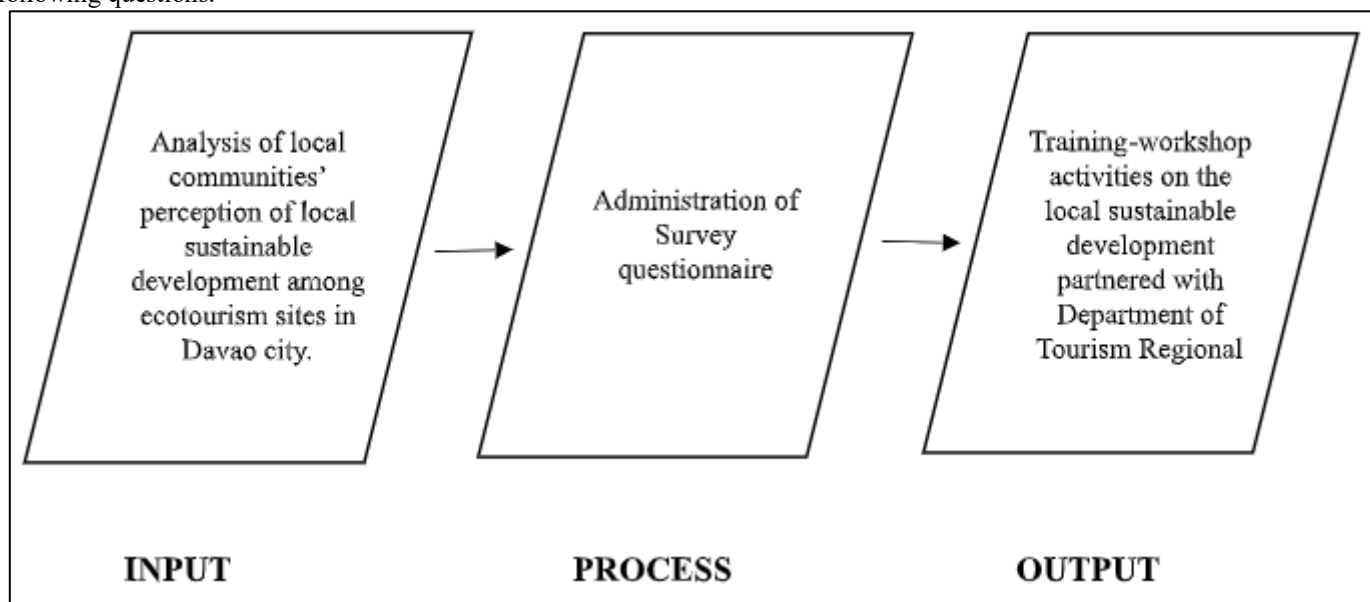 following questions.
Analysis of local
communities’
perception of local
sustainable
development among
ecotourism sites in
Davao city.
Administration of
Survey
questionnaire
Training-workshop
activities on the
local sustainable
development
partnered with
Department of
Tourism Regional
INPUT
PROCESS
OUTPUT